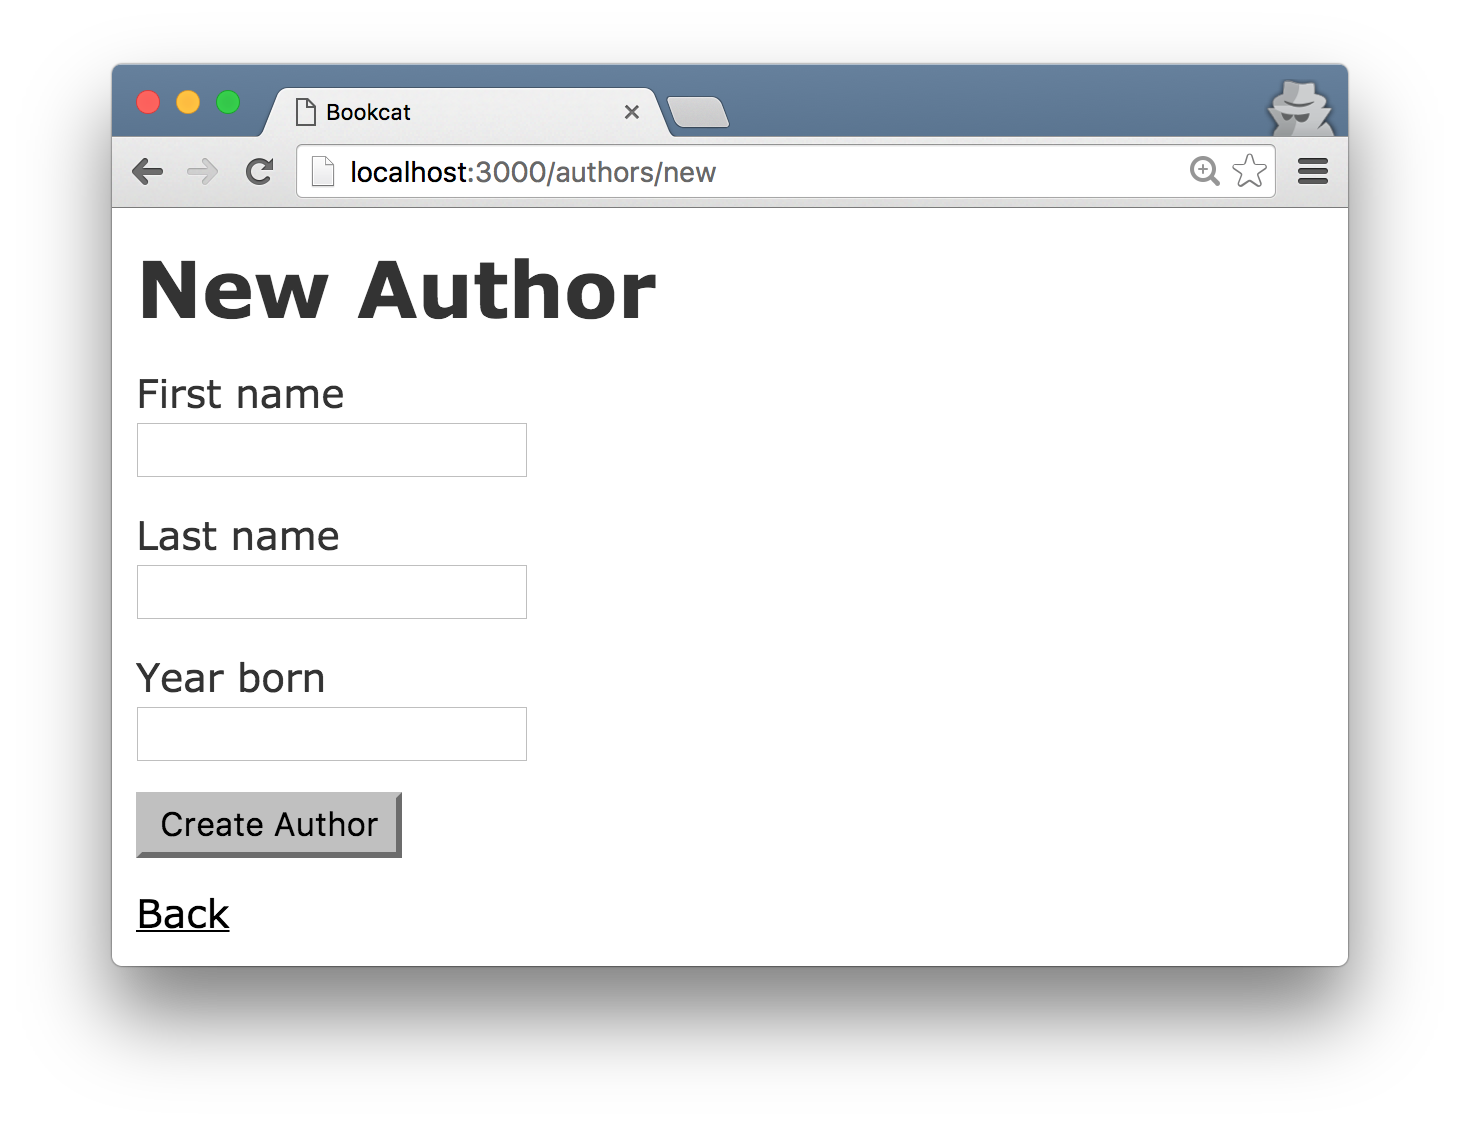 Bookcat
localhost:3000/authors/new
New Author
First name
Last name
Year born
Create Author
Back